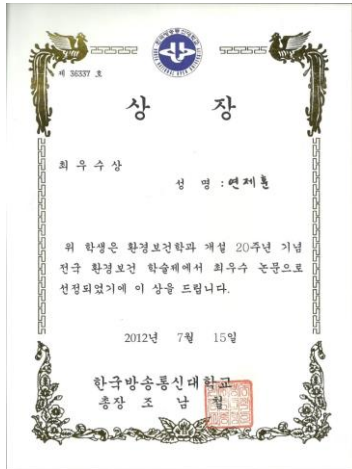 제 36337 호
상 장
최우수상
성 명 : 연제훈
위 학생은 환경보건학과 개설 20주년 기념
전국 환경보건 학술제에서 최우수 논문으로
선정되었기에 이 상을 드립니다.
2012년 7월 15일
한국방송통신대학교
총장 조 남 철